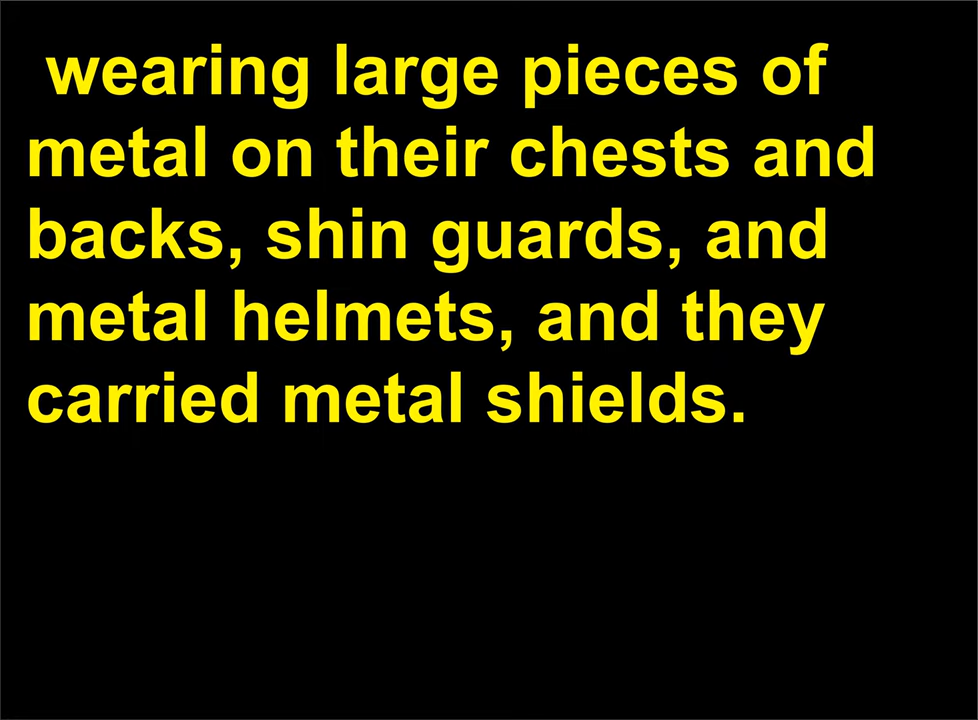 wearing large pieces of
metal on their chests and
backs, shin guards, and
metal helmets, and they
carried metal shields.